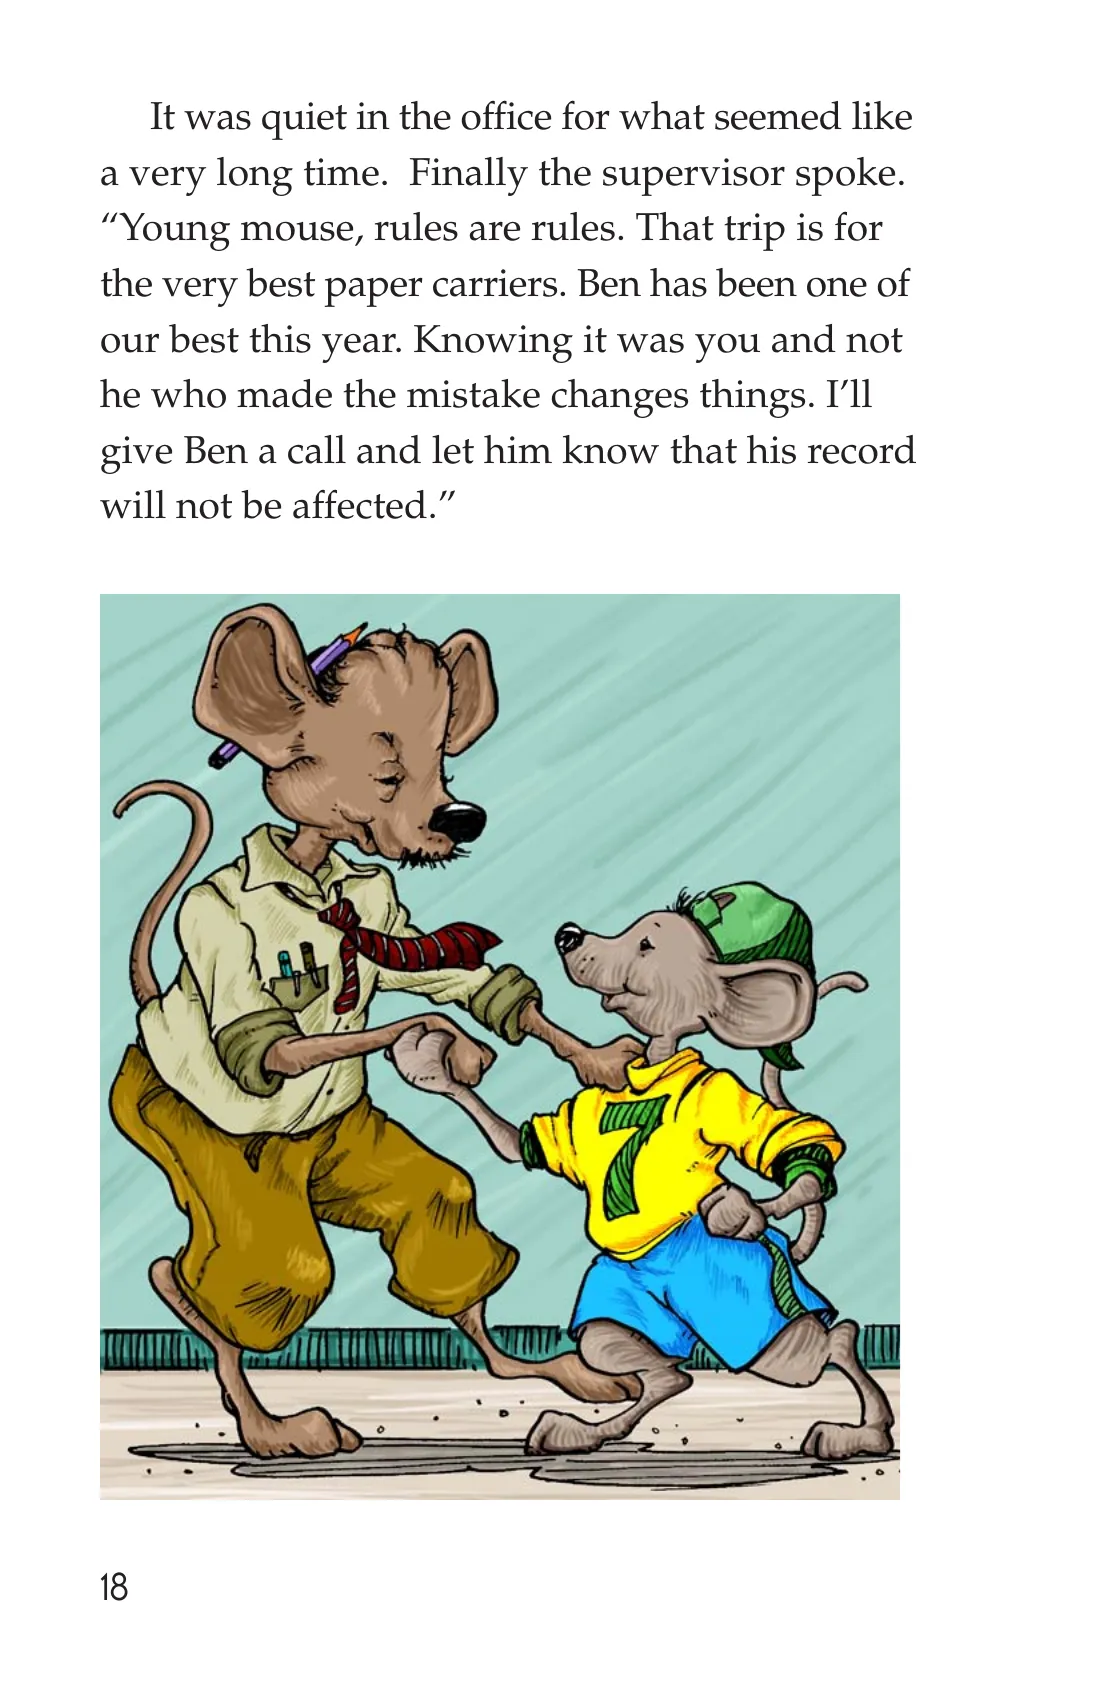 It was quiet in the office for what seemed like
a very long time.  Finally the supervisor spoke.
“Young mouse, rules are rules. That trip is for
the very best paper carriers. Ben has been one of
our best this year. Knowing it was you and not
he who made the mistake changes things. I’ll
give Ben a call and let him know that his record
will not be affected.”
7
18